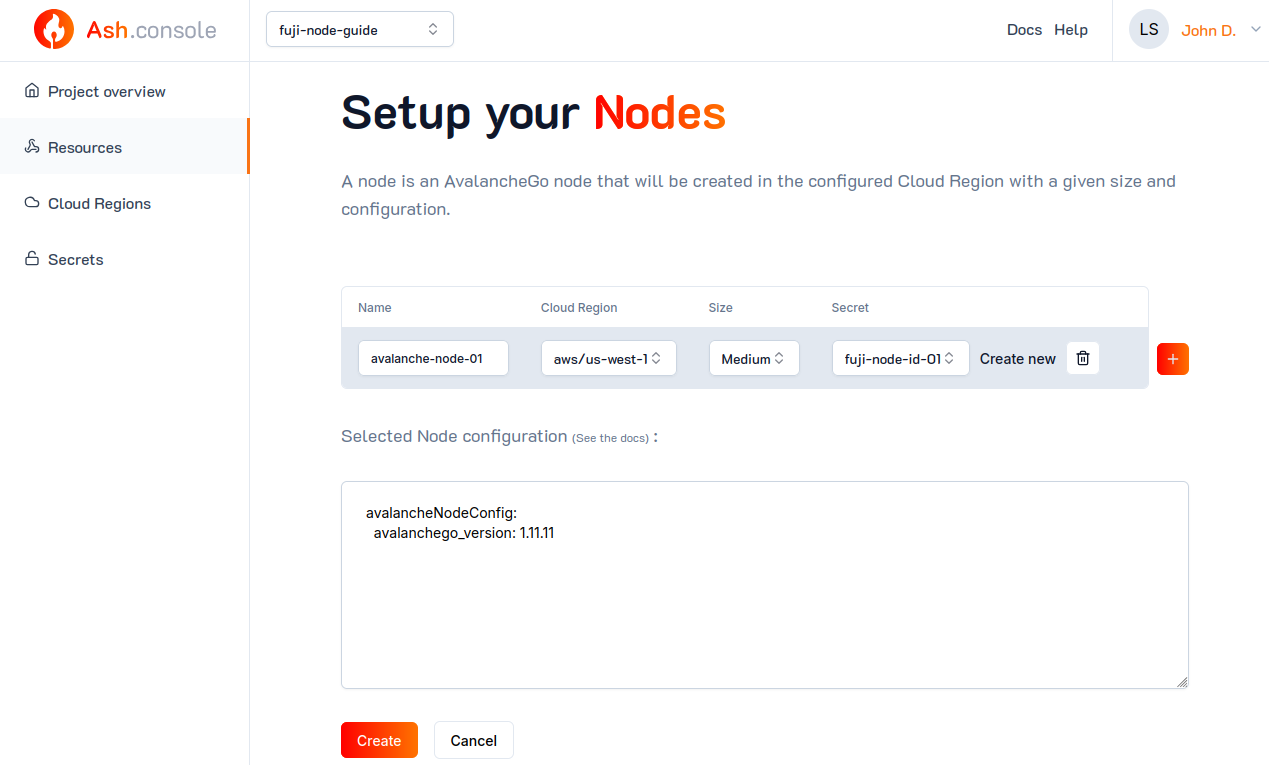 Ash.console
fuji-node-guide
Docs Help
LS John D.
Project overview
Resources
Cloud Regions
Secrets
Setup your Nodes
A node is an AvalancheGo node that will be created in the configured Cloud Region with a given size and
configuration.
Name Cloud Region Size Secret
avalanche-node-01 aws/us-west-1 Medium fuji-node-id-01 Create new +
Selected Node configuration (See the docs) :
avalancheNodeConfig:
  avalanchego_version: 1.11.11
Create Cancel